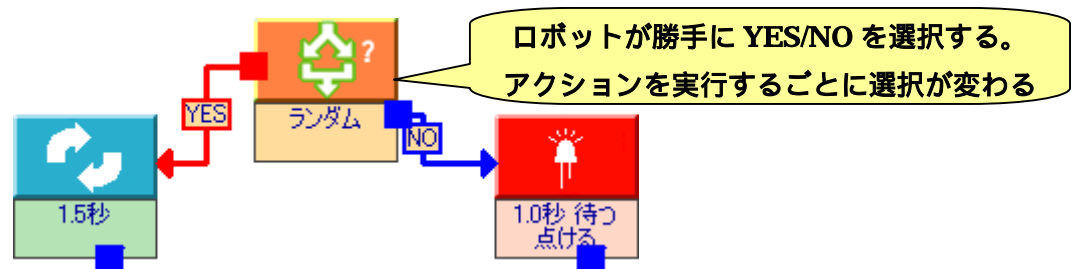 ロボットが勝手に YES/NO を選択する。
アクションを実行するごとに選択が変わる
?
ランダム
YES
NO
1.5秒
1.0秒 待つ
点ける